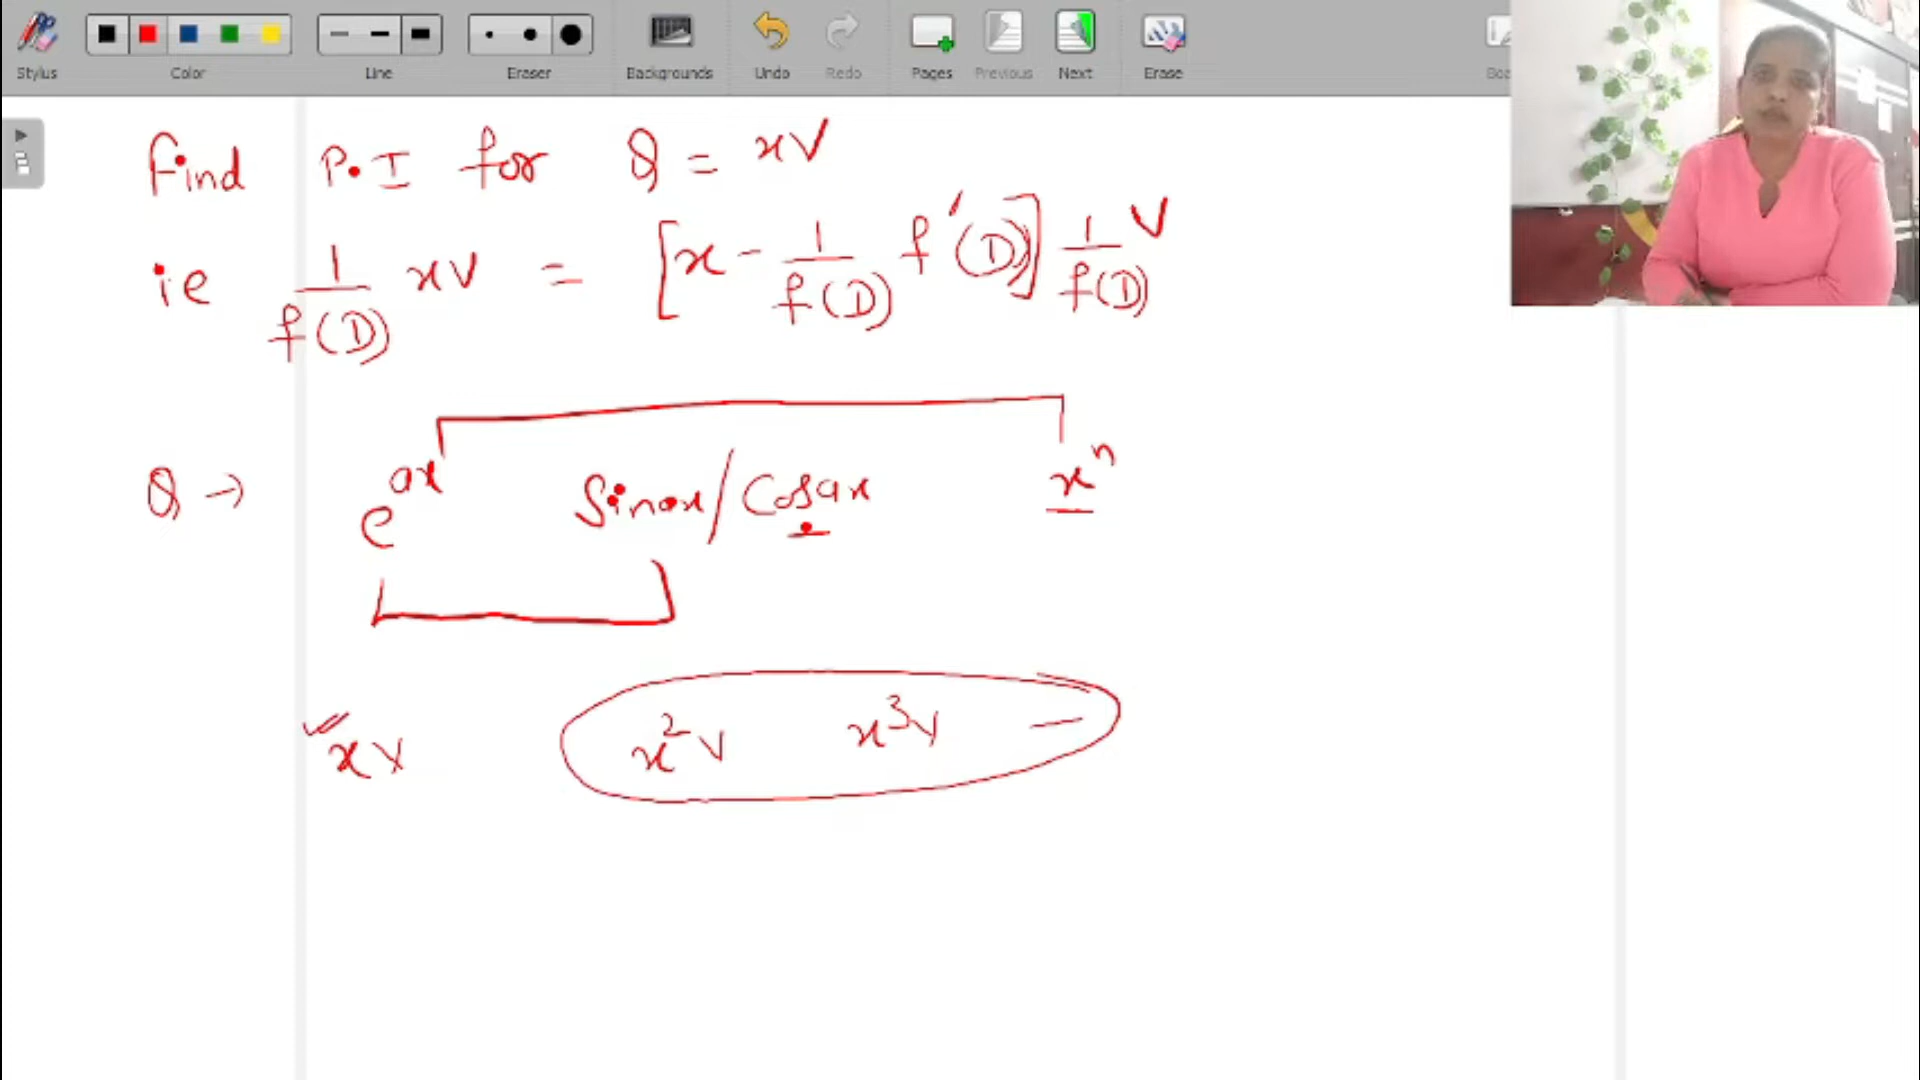 Stylus Color Line Eraser Backgrounds Undo Redo Pages Previous Next Erase
Find P.I for Q = xV
ie 1/f(D) xV = [x - 1/f(D) f'(D)] 1/f(D) V
Q → e^ax Sinax/Cosax x^n
xV x²V x³V —